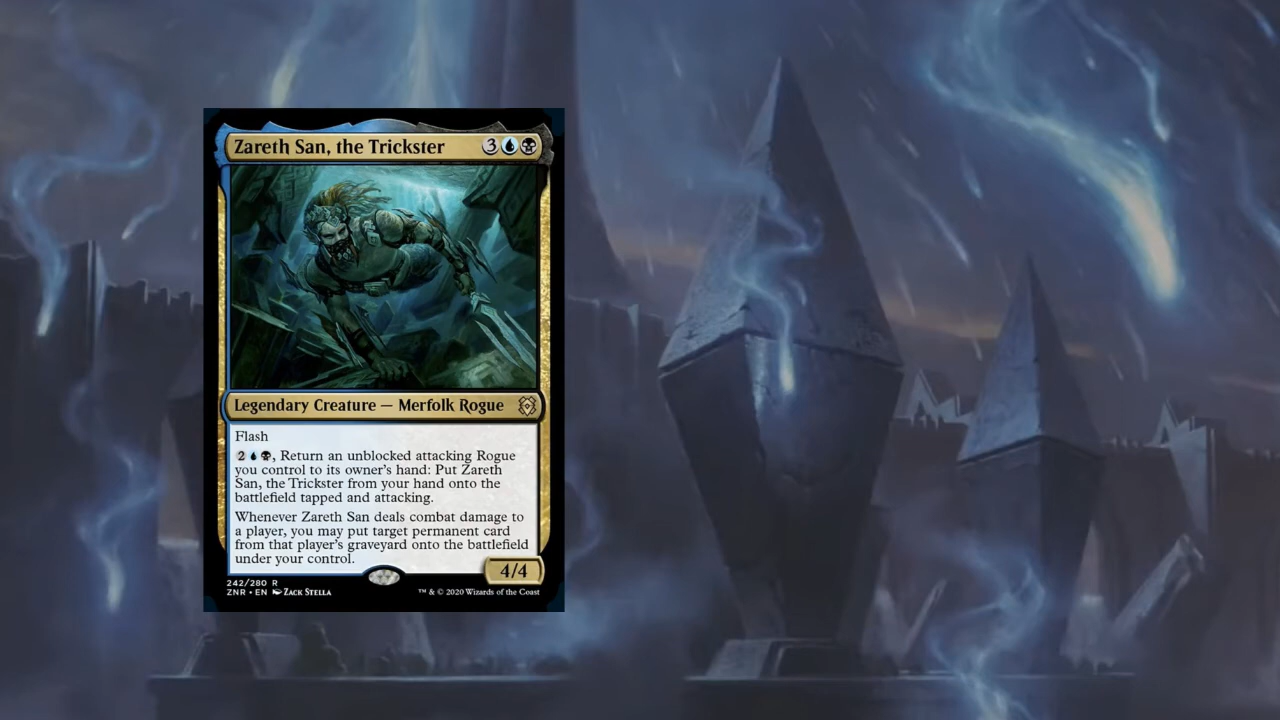 Zareth San, the Trickster 3
Legendary Creature — Merfolk Rogue
Flash
2, Return an unblocked attacking Rogue
you control to its owner's hand: Put Zareth
San, the Trickster from your hand onto the
battlefield tapped and attacking.
Whenever Zareth San deals combat damage to
a player, you may put target permanent card
from that player's graveyard onto the battlefield
under your control.
4/4
242/280 R
ZNR • EN Zack Stella
™ & © 2020 Wizards of the Coast